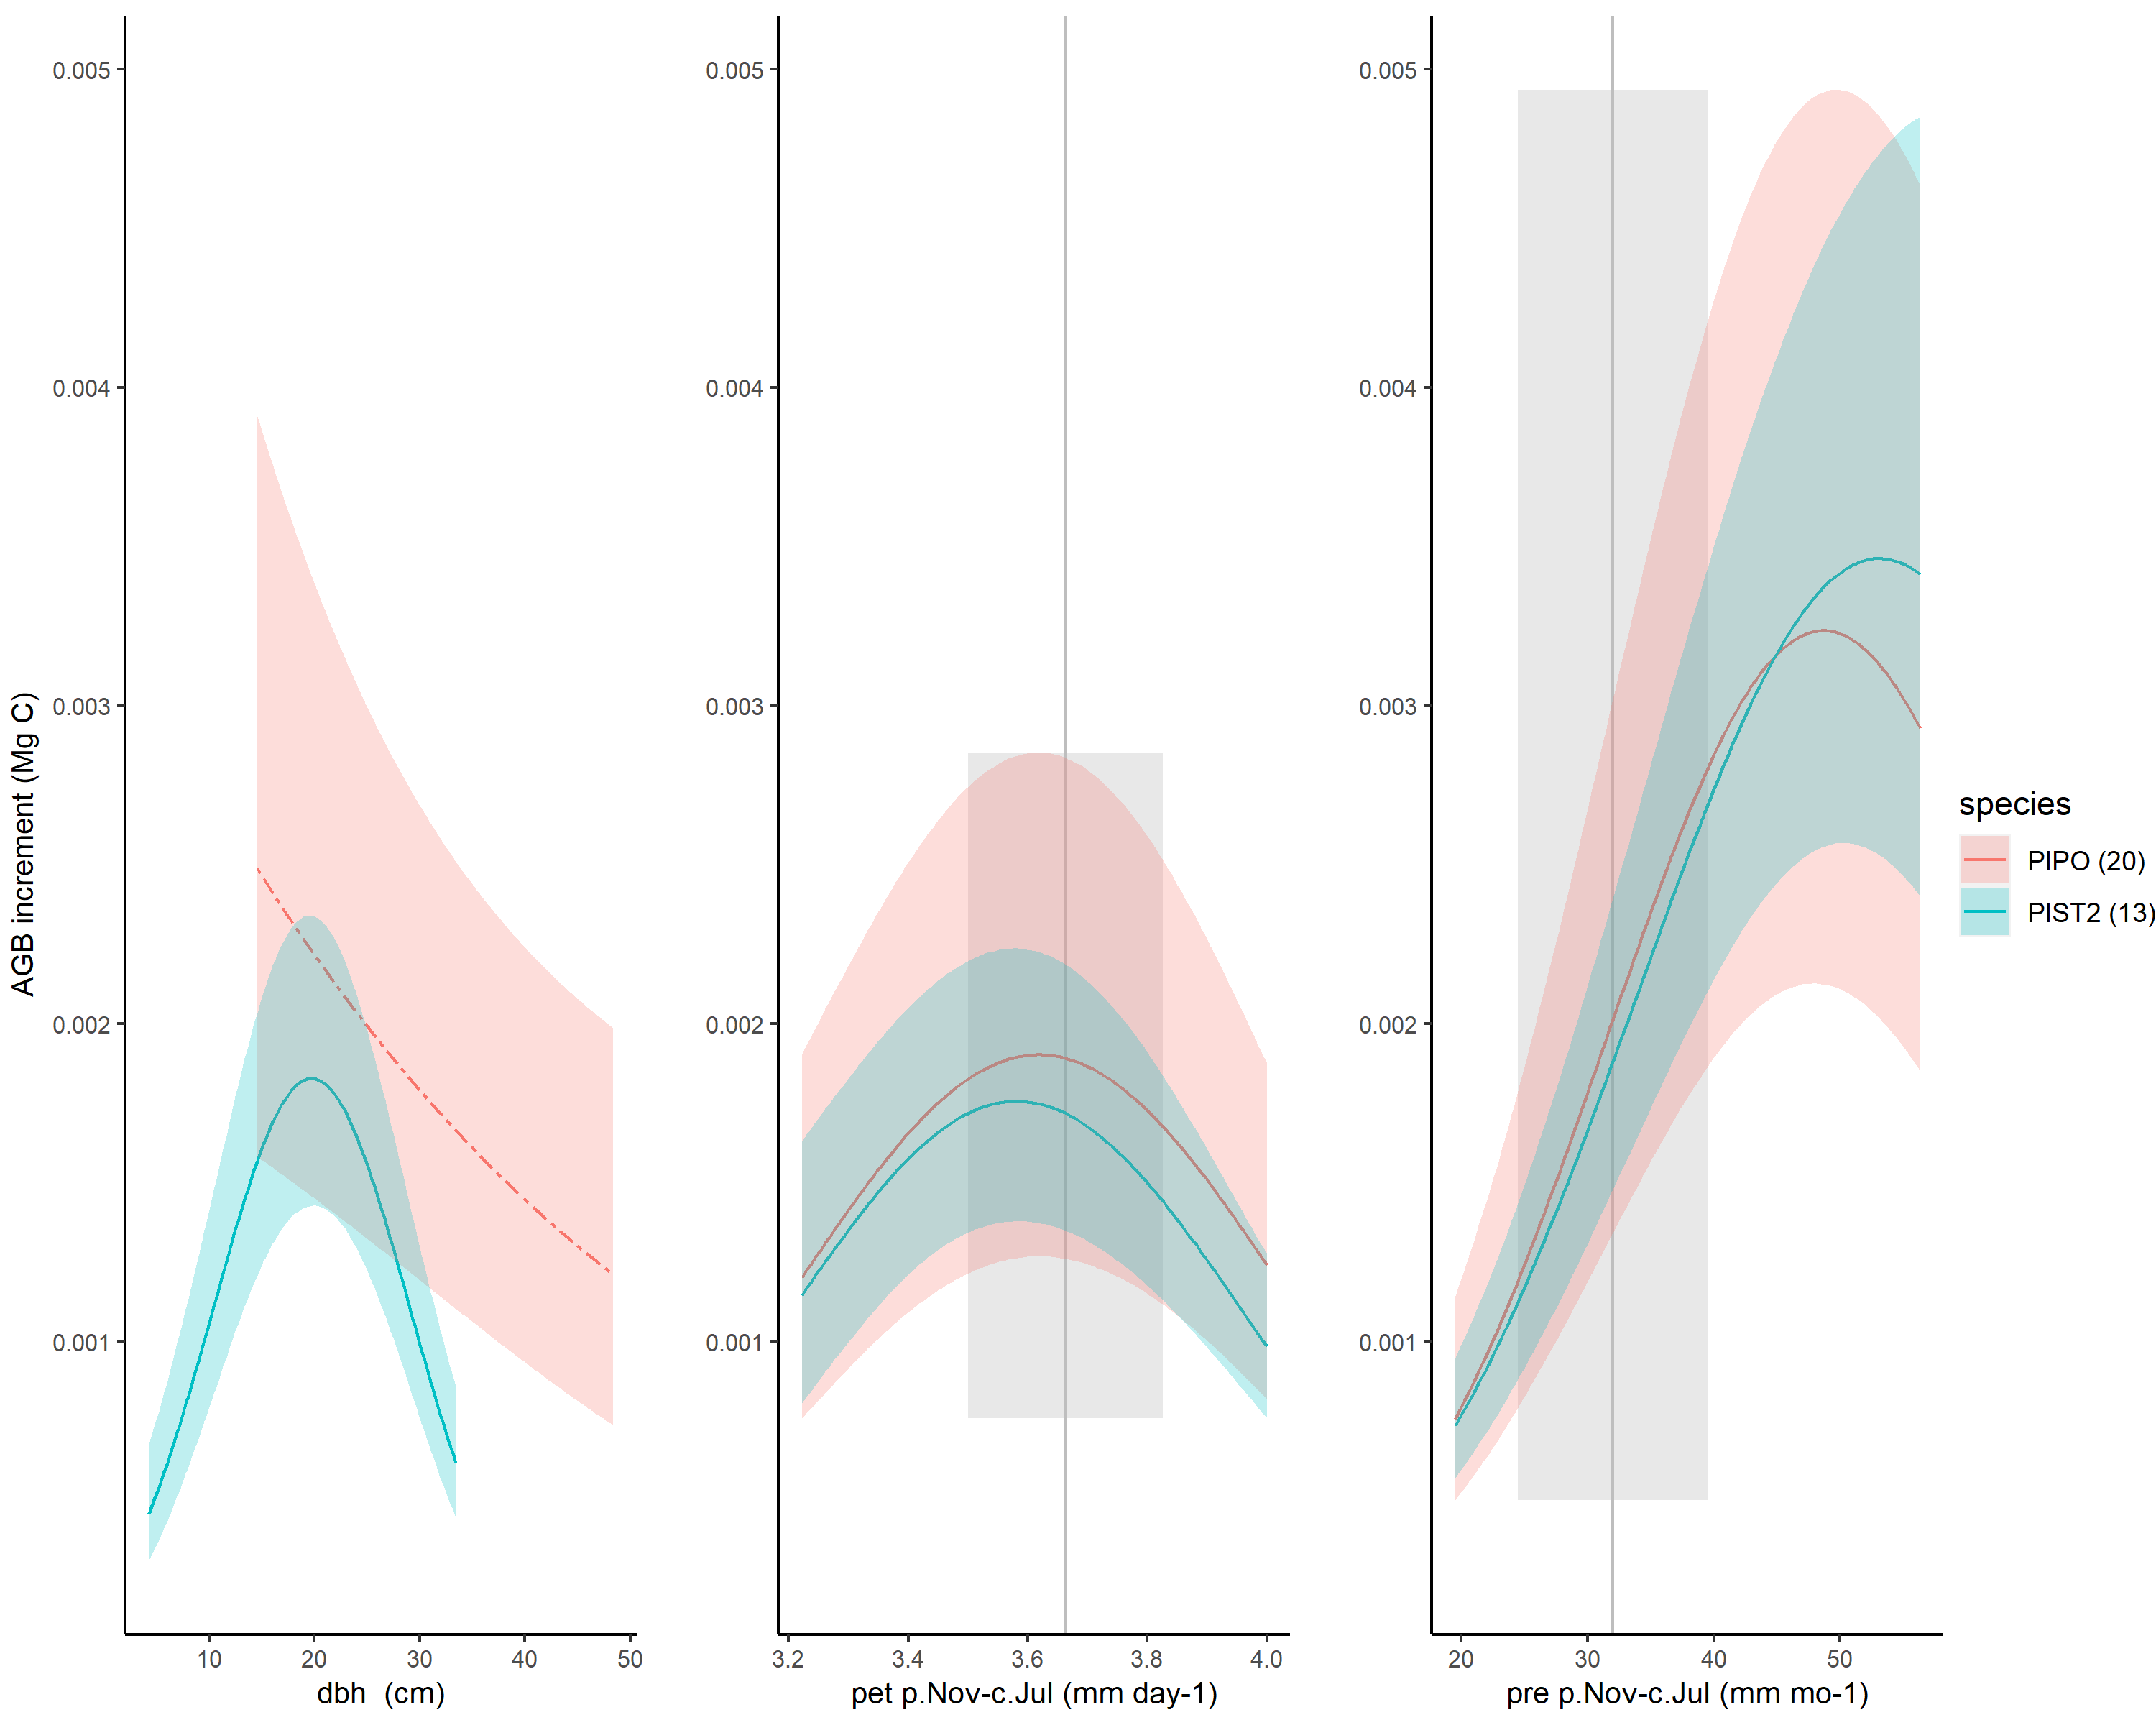 AGB increment (Mg C)
0.005
0.004
0.003
0.002
0.001
10 20 30 40 50
dbh  (cm)
0.005
0.004
0.003
0.002
0.001
3.2 3.4 3.6 3.8 4.0
pet p.Nov-c.Jul (mm day-1)
0.005
0.004
0.003
0.002
0.001
20 30 40 50
pre p.Nov-c.Jul (mm mo-1)
species
PIPO (20)
PIST2 (13)